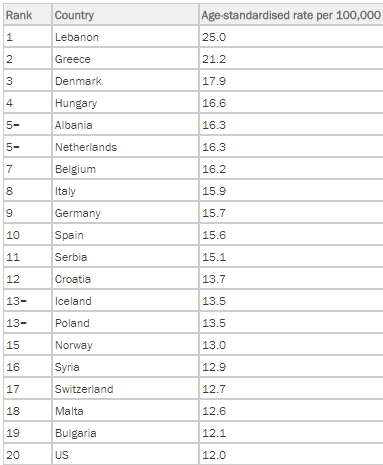 Rank Country Age-standardised rate per 100,000
1 Lebanon 25.0
2 Greece 21.2
3 Denmark 17.9
4 Hungary 16.6
5= Albania 16.3
5= Netherlands 16.3
7 Belgium 16.2
8 Italy 15.9
9 Germany 15.7
10 Spain 15.6
11 Serbia 15.1
12 Croatia 13.7
13= Iceland 13.5
13= Poland 13.5
15 Norway 13.0
16 Syria 12.9
17 Switzerland 12.7
18 Malta 12.6
19 Bulgaria 12.1
20 US 12.0